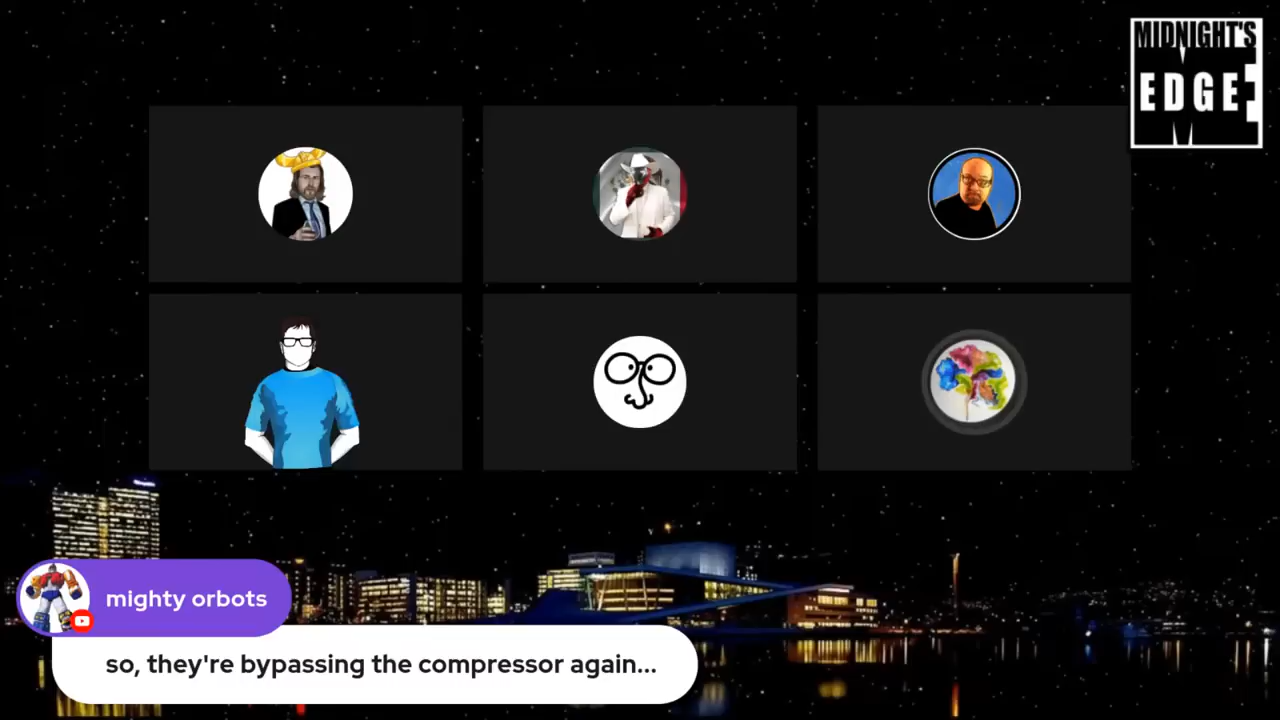 MIDNIGHT'S
EDGE
mighty orbots
so, they're bypassing the compressor again...